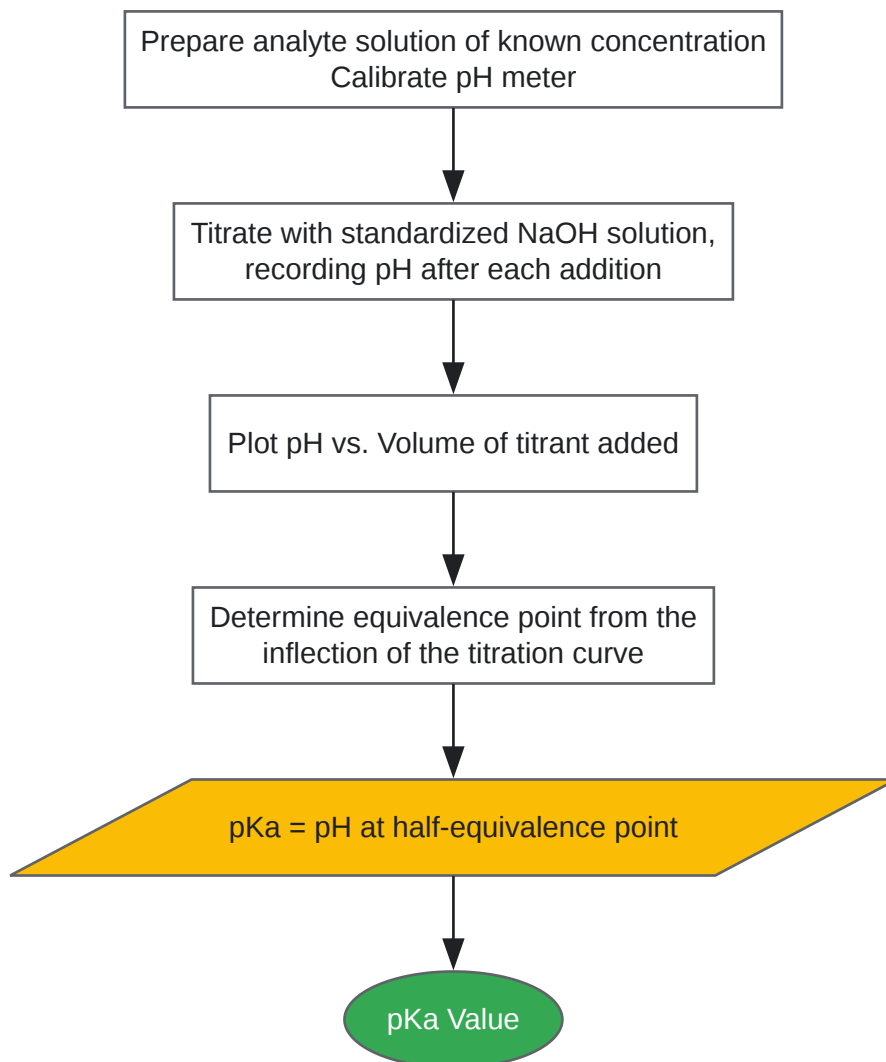 Prepare analyte solution of known concentration
Calibrate pH meter
Titrate with standardized NaOH solution,
recording pH after each addition
Plot pH vs. Volume of titrant added
Determine equivalence point from the
inflection of the titration curve
pKa = pH at half-equivalence point
pKa Value